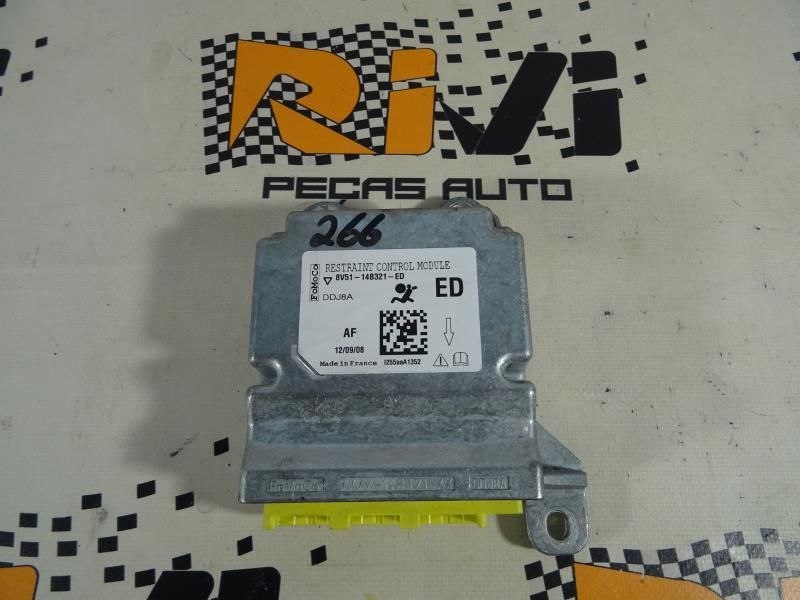 RIVI
PEÇAS AUTO
266
FoMoCo
RESTRAINT CONTROL MODULE
8V51-14B321-ED
DDJ8A
ED
AF
12/09/08
Made in France
FoMoCo